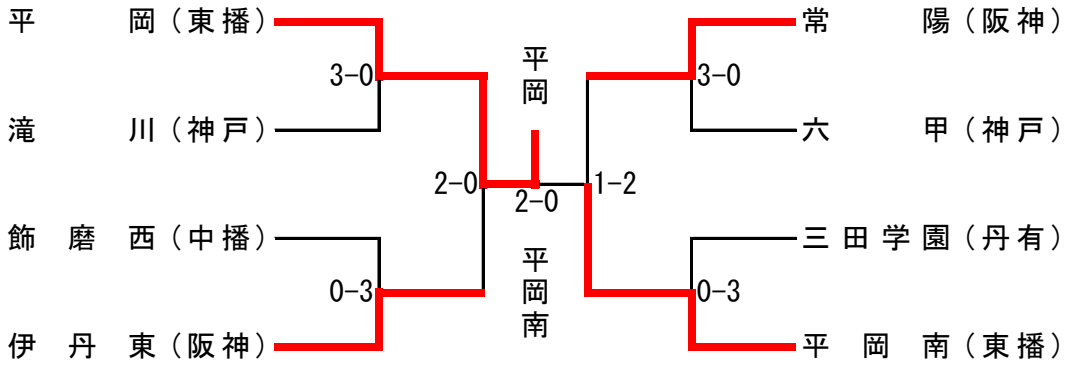 平岡(東播)
3-0
滝川(神戸)
2-0
飾磨西(中播)
0-3
伊丹東(阪神)
平岡
2-0
平岡南
常陽(阪神)
3-0
六甲(神戸)
1-2
三田学園(丹有)
0-3
平岡南(東播)